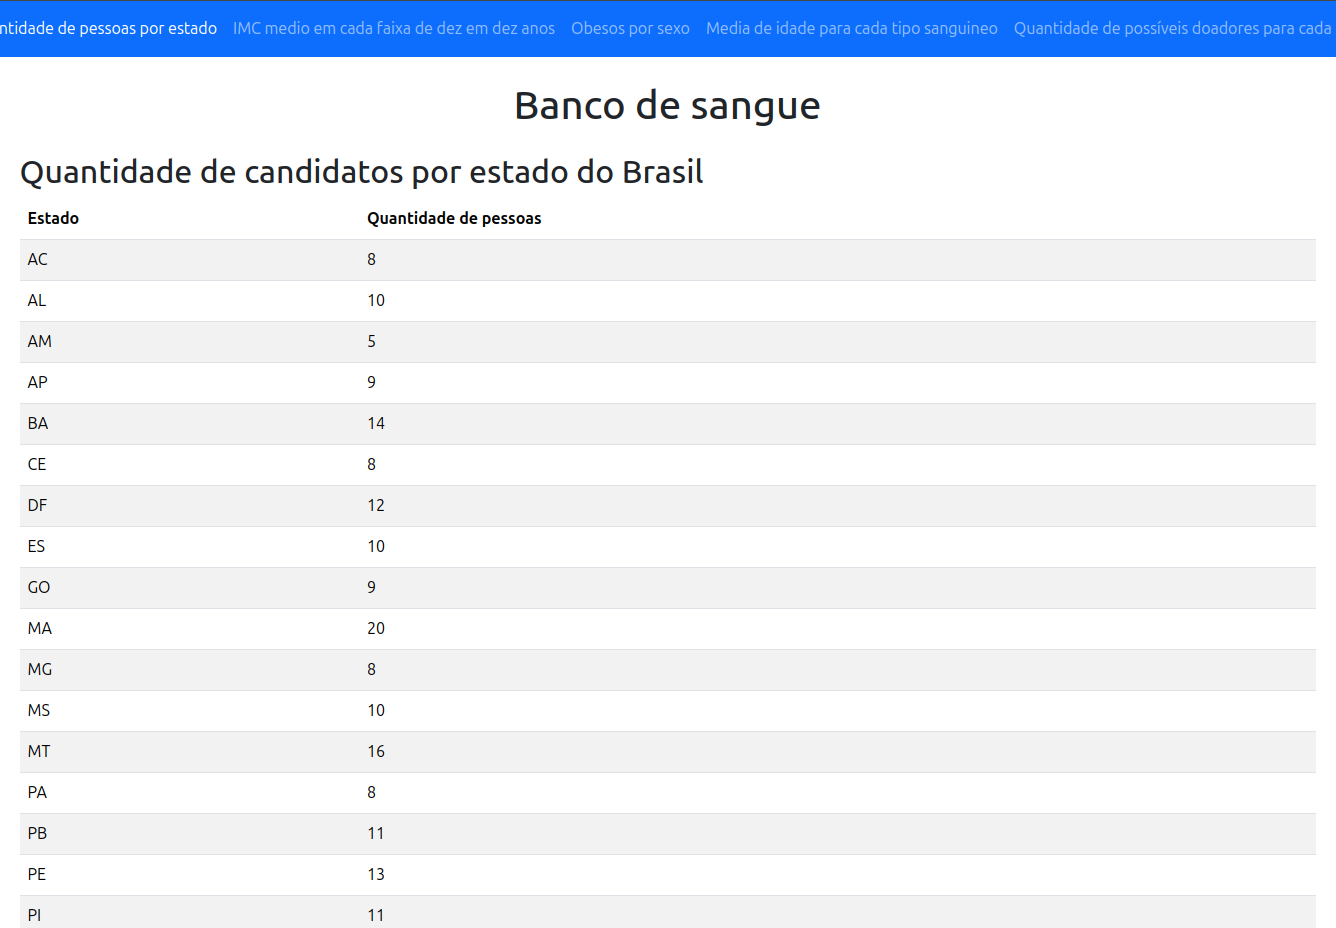 ntidade de pessoas por estado IMC medio em cada faixa de dez em dez anos Obesos por sexo Media de idade para cada tipo sanguineo Quantidade de possíveis doadores para cada
Banco de sangue
Quantidade de candidatos por estado do Brasil
Estado Quantidade de pessoas
AC 8
AL 10
AM 5
AP 9
BA 14
CE 8
DF 12
ES 10
GO 9
MA 20
MG 8
MS 10
MT 16
PA 8
PB 11
PE 13
PI 11